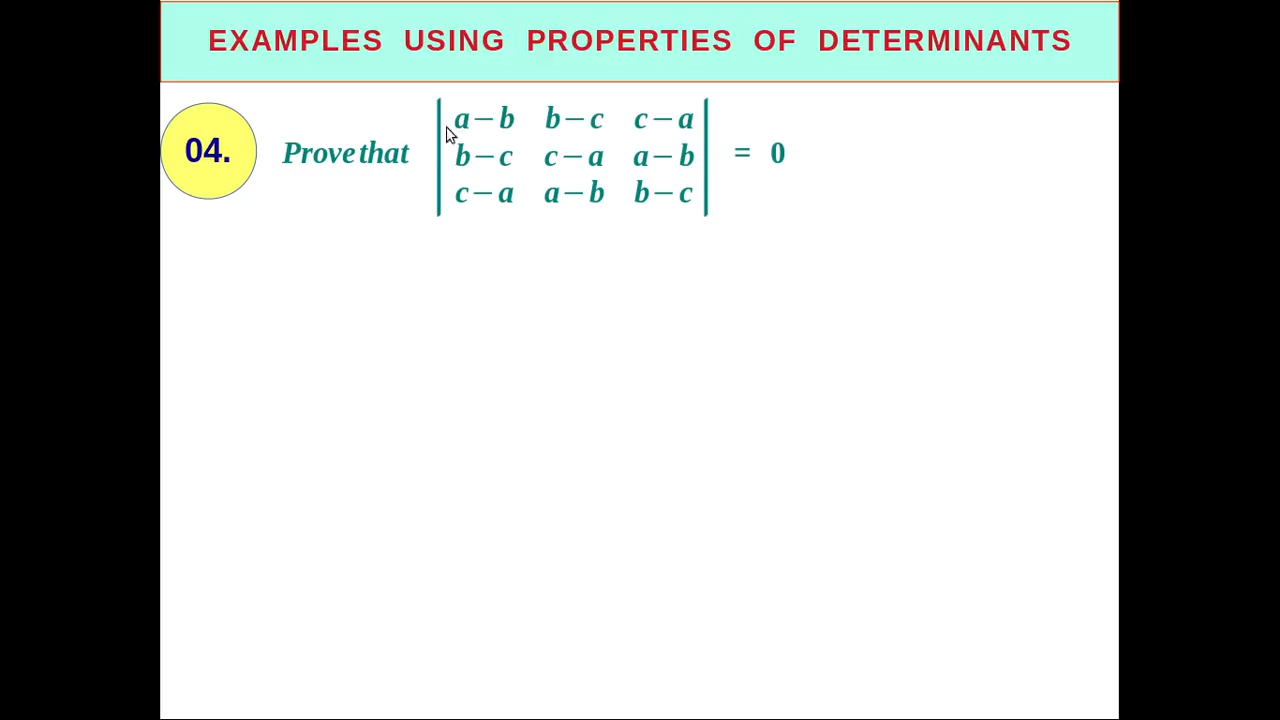 EXAMPLES USING PROPERTIES OF DETERMINANTS
04. Prove that | a − b b − c c − a |
| b − c c − a a − b | = 0
| c − a a − b b − c |